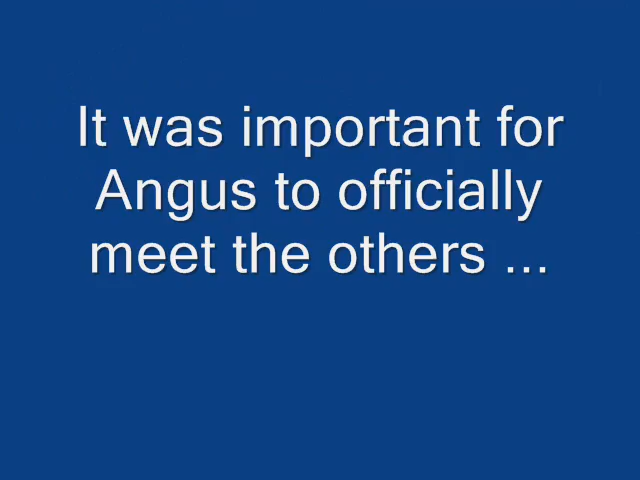 It was important for
Angus to officially
meet the others ...